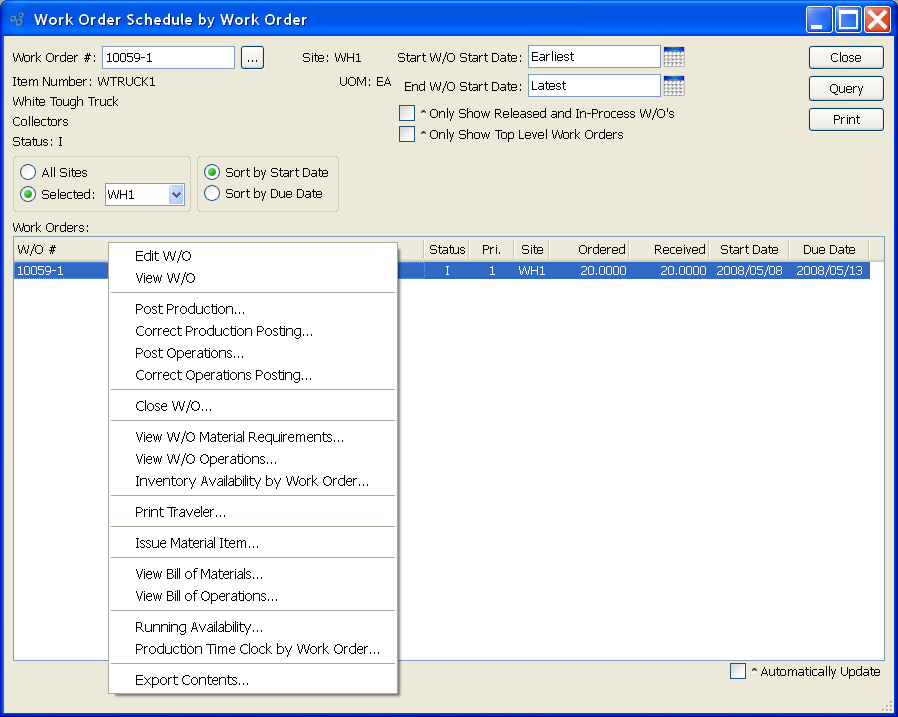 Work Order Schedule by Work Order
Work Order #: 10059-1 ... Site: WH1 Start W/O Start Date: Earliest Close
Item Number: WTRUCK1 UOM: EA End W/O Start Date: Latest Query
White Tough Truck
Collectors
Status: I
^ Only Show Released and In-Process W/O's Print
^ Only Show Top Level Work Orders
All Sites
Selected: WH1
Sort by Start Date
Sort by Due Date
Work Orders:
W/O # Status Pri. Site Ordered Received Start Date Due Date
10059-1 I 1 WH1 20.0000 20.0000 2008/05/08 2008/05/13
Edit W/O
View W/O
Post Production...
Correct Production Posting...
Post Operations...
Correct Operations Posting...
Close W/O...
View W/O Material Requirements...
View W/O Operations...
Inventory Availability by Work Order...
Print Traveler...
Issue Material Item...
View Bill of Materials...
View Bill of Operations...
Running Availability...
Production Time Clock by Work Order...
Export Contents...
^ Automatically Update